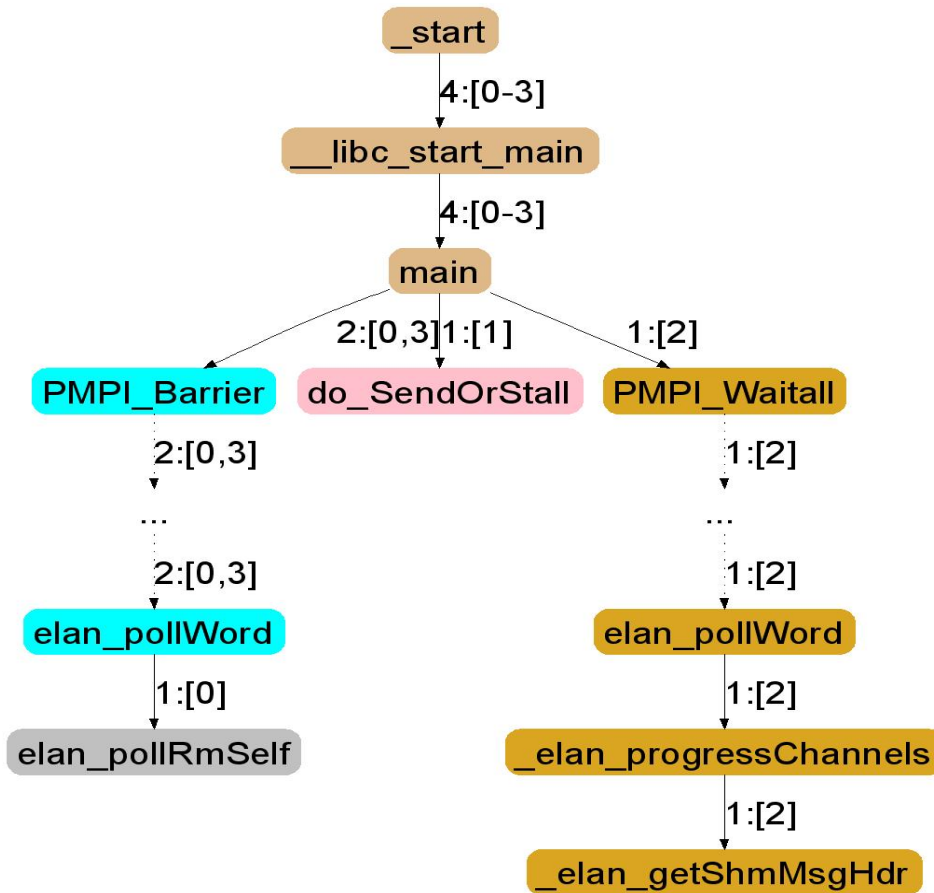 _start
4:[0-3]
__libc_start_main
4:[0-3]
main
2:[0,3] 1:[1] 1:[2]
PMPI_Barrier do_SendOrStall PMPI_Waitall
2:[0,3] 1:[2]
... ...
2:[0,3] 1:[2]
elan_pollWord elan_pollWord
1:[0] 1:[2]
elan_pollRmSelf _elan_progressChannels
1:[2]
_elan_getShmMsgHdr